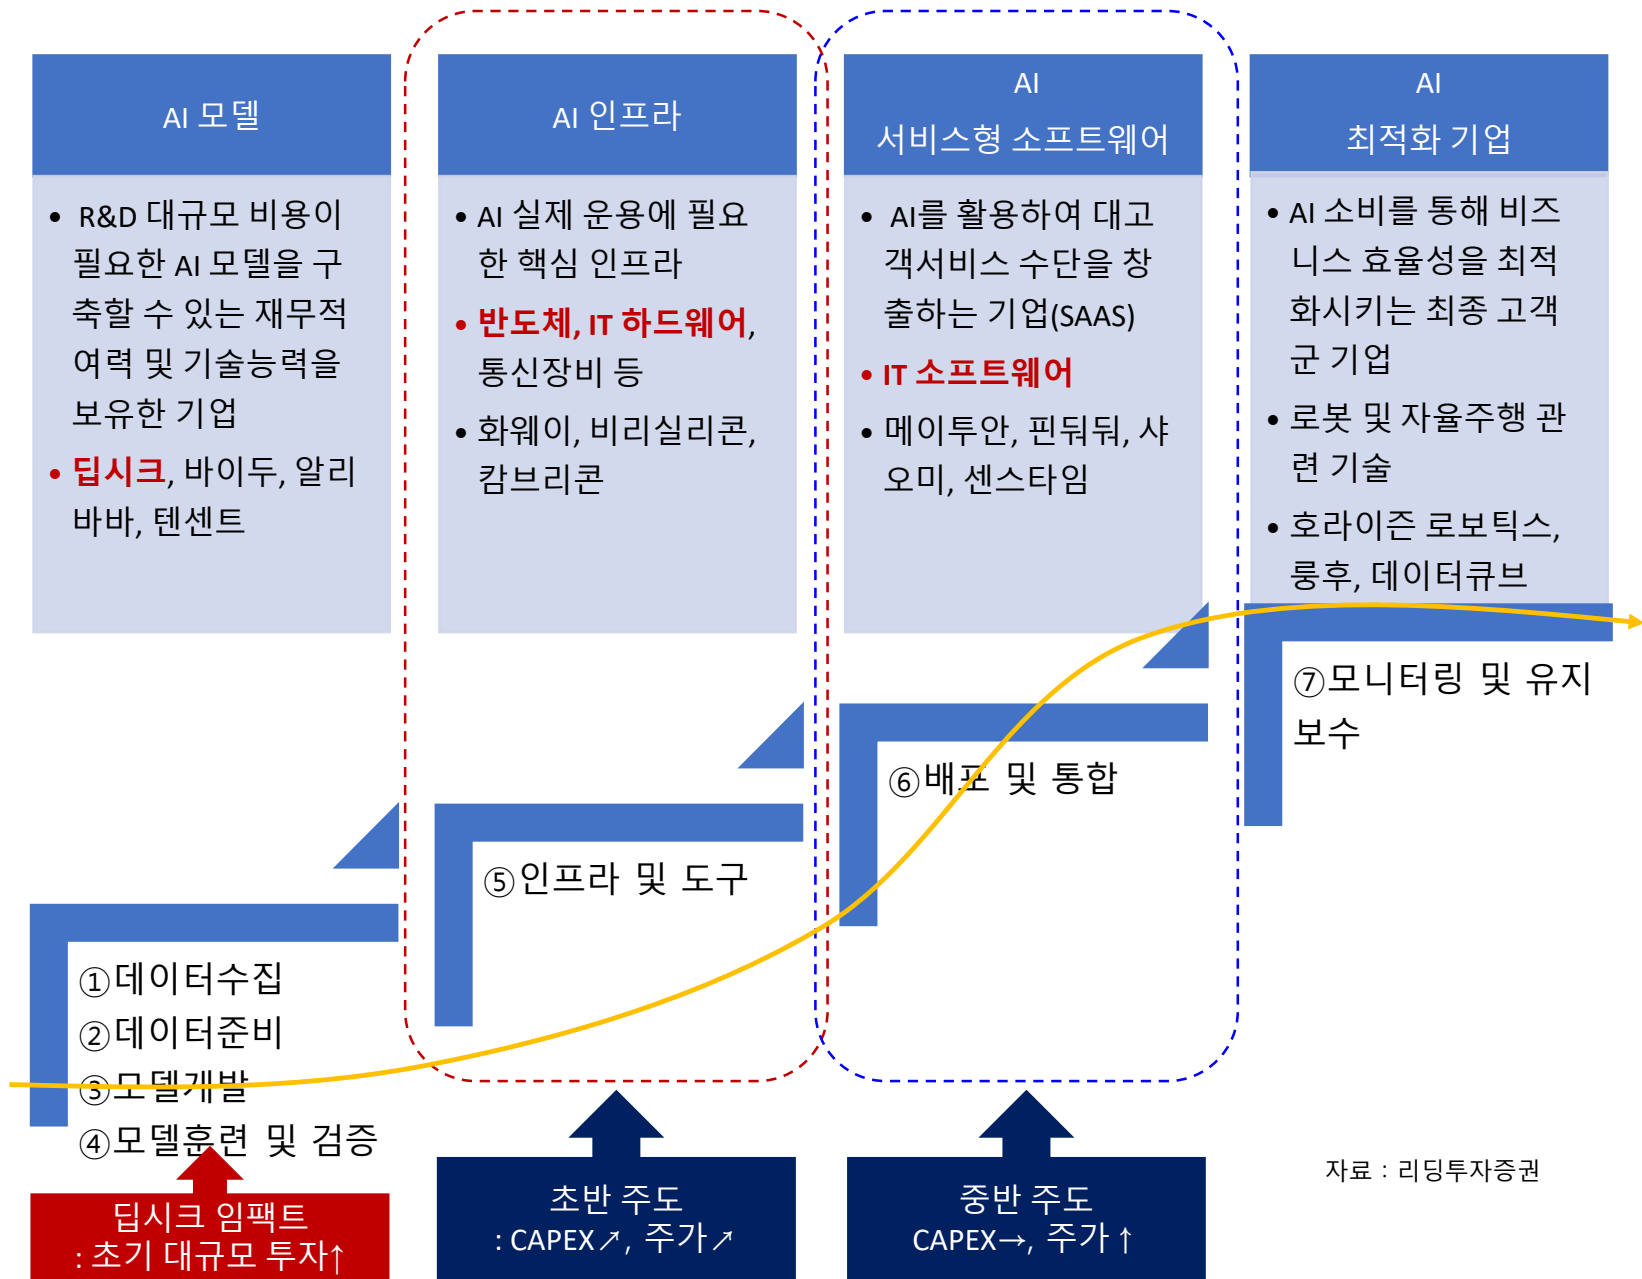 AI 모델
• R&D 대규모 비용이
필요한 AI 모델을 구
축할 수 있는 재무적
여력 및 기술능력을
보유한 기업
• 딥시크, 바이두, 알리
바바, 텐센트
AI 인프라
• AI 실제 운용에 필요
한 핵심 인프라
• 반도체, IT 하드웨어,
통신장비 등
• 화웨이, 비리실리콘,
캄브리콘
AI
서비스형 소프트웨어
• AI를 활용하여 대고
객서비스 수단을 창
출하는 기업(SAAS)
• IT 소프트웨어
• 메이투안, 핀둬둬, 샤
오미, 센스타임
AI
최적화 기업
• AI 소비를 통해 비즈
니스 효율성을 최적
화시키는 최종 고객
군 기업
• 로봇 및 자율주행 관
련 기술
• 호라이즌 로보틱스,
룽후, 데이터큐브
①데이터수집
②데이터준비
③모델개발
④모델훈련 및 검증
⑤인프라 및 도구
⑥배포 및 통합
⑦모니터링 및 유지
보수
딥시크 임팩트
: 초기 대규모 투자↑
초반 주도
: CAPEX↗, 주가↗
중반 주도
CAPEX→, 주가↑
자료 : 리딩투자증권